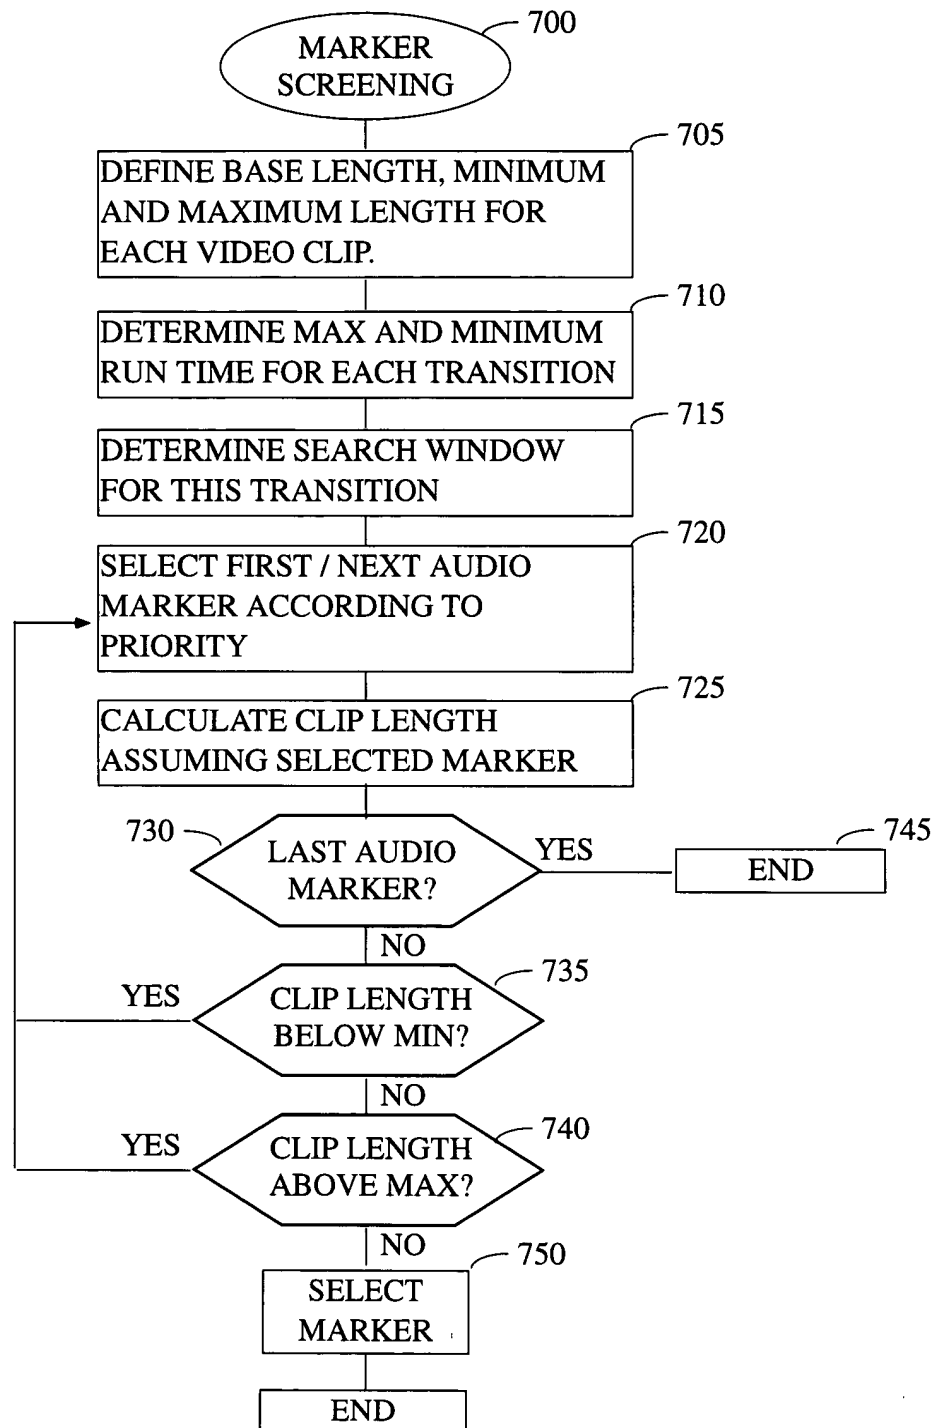 700
MARKER
SCREENING
705
DEFINE BASE LENGTH, MINIMUM
AND MAXIMUM LENGTH FOR
EACH VIDEO CLIP.
710
DETERMINE MAX AND MINIMUM
RUN TIME FOR EACH TRANSITION
715
DETERMINE SEARCH WINDOW
FOR THIS TRANSITION
720
SELECT FIRST / NEXT AUDIO
MARKER ACCORDING TO
PRIORITY
725
CALCULATE CLIP LENGTH
ASSUMING SELECTED MARKER
730
LAST AUDIO
MARKER?
YES
745
END
NO
735
YES
CLIP LENGTH
BELOW MIN?
NO
740
YES
CLIP LENGTH
ABOVE MAX?
NO
750
SELECT
MARKER
END